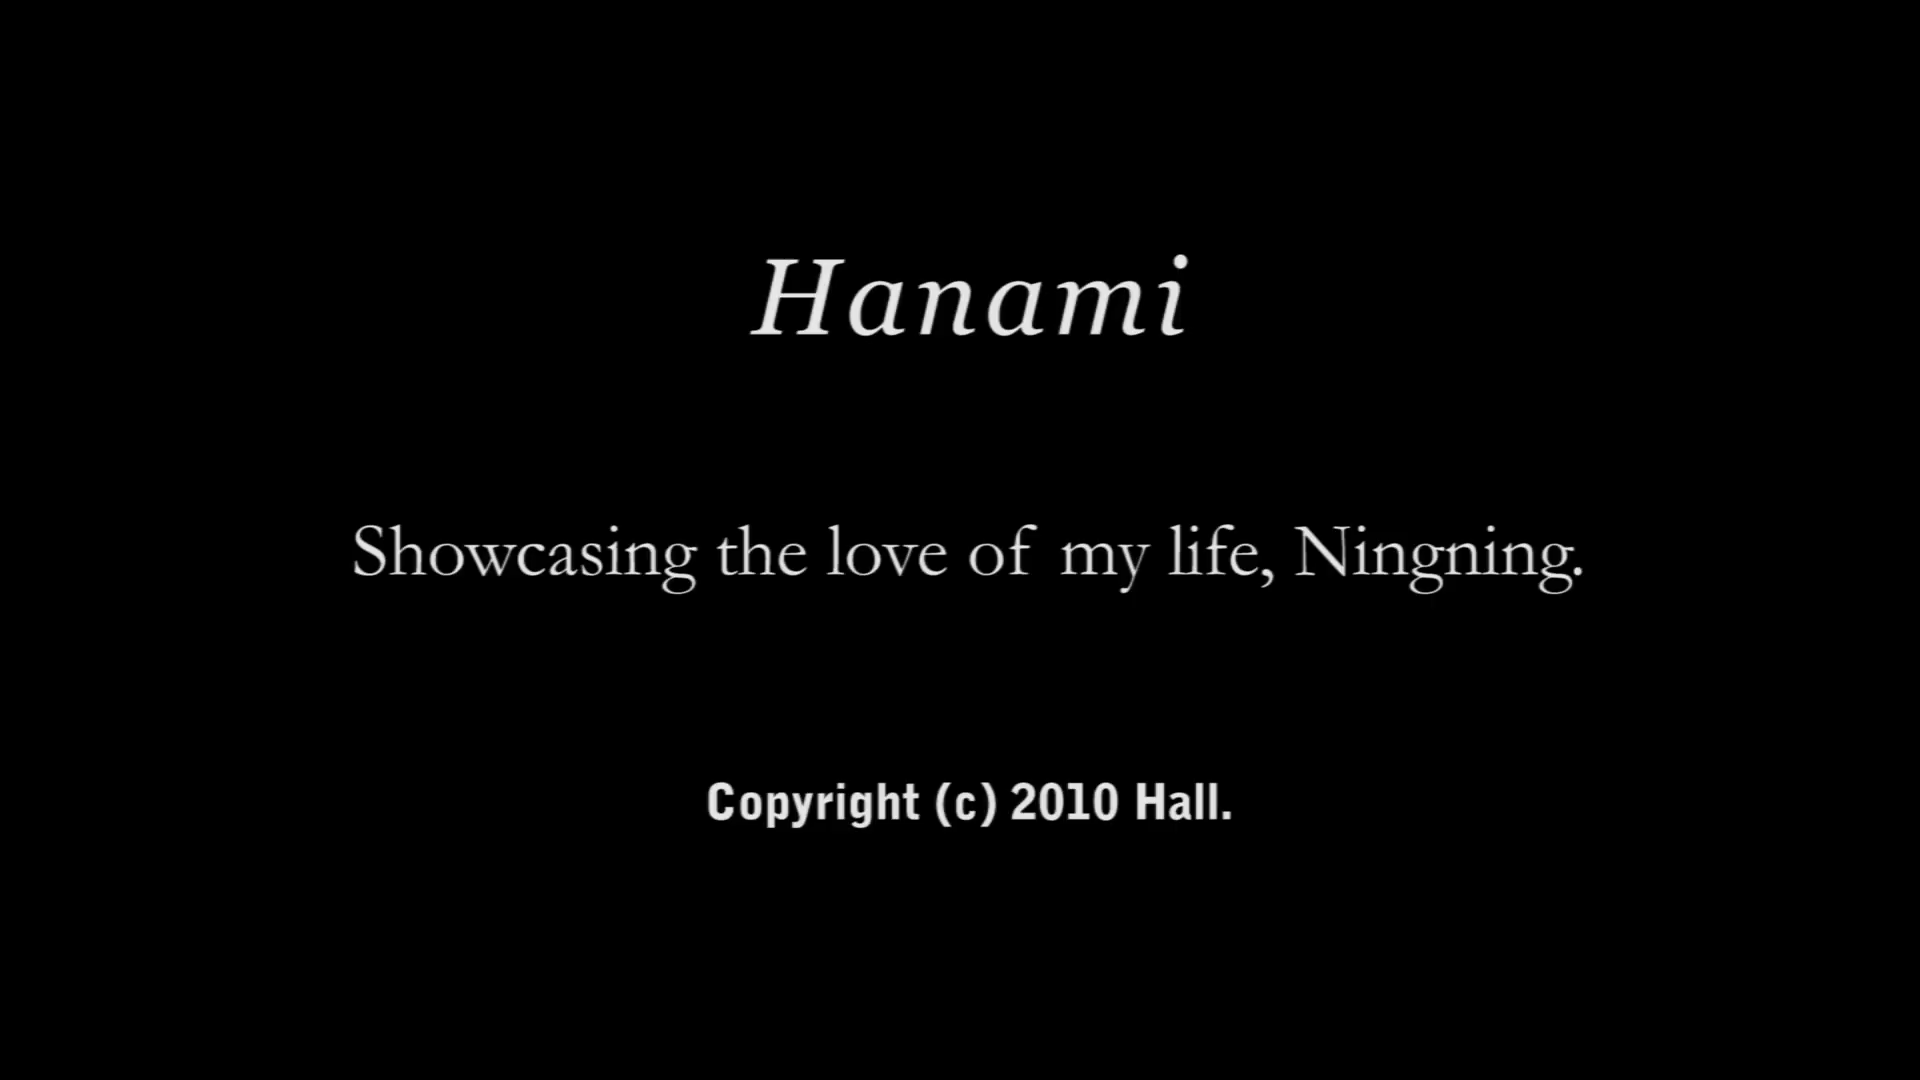 Hanami
Showcasing the love of my life, Ningning.
Copyright (c) 2010 Hall.